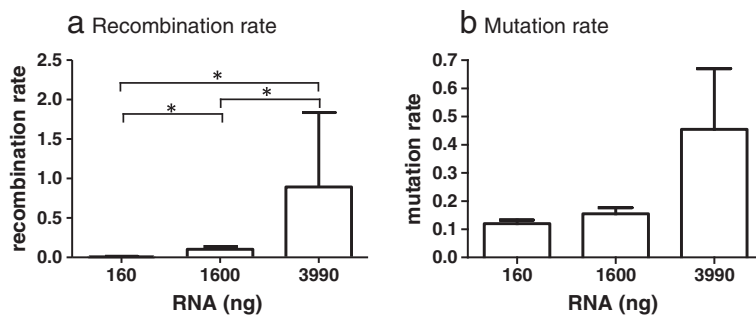 a Recombination rate
recombination rate
2.5
2.0
1.5
1.0
0.5
0.0
*
*
*
160 1600 3990
RNA (ng)
b Mutation rate
mutation rate
0.7
0.6
0.5
0.4
0.3
0.2
0.1
0.0
160 1600 3990
RNA (ng)